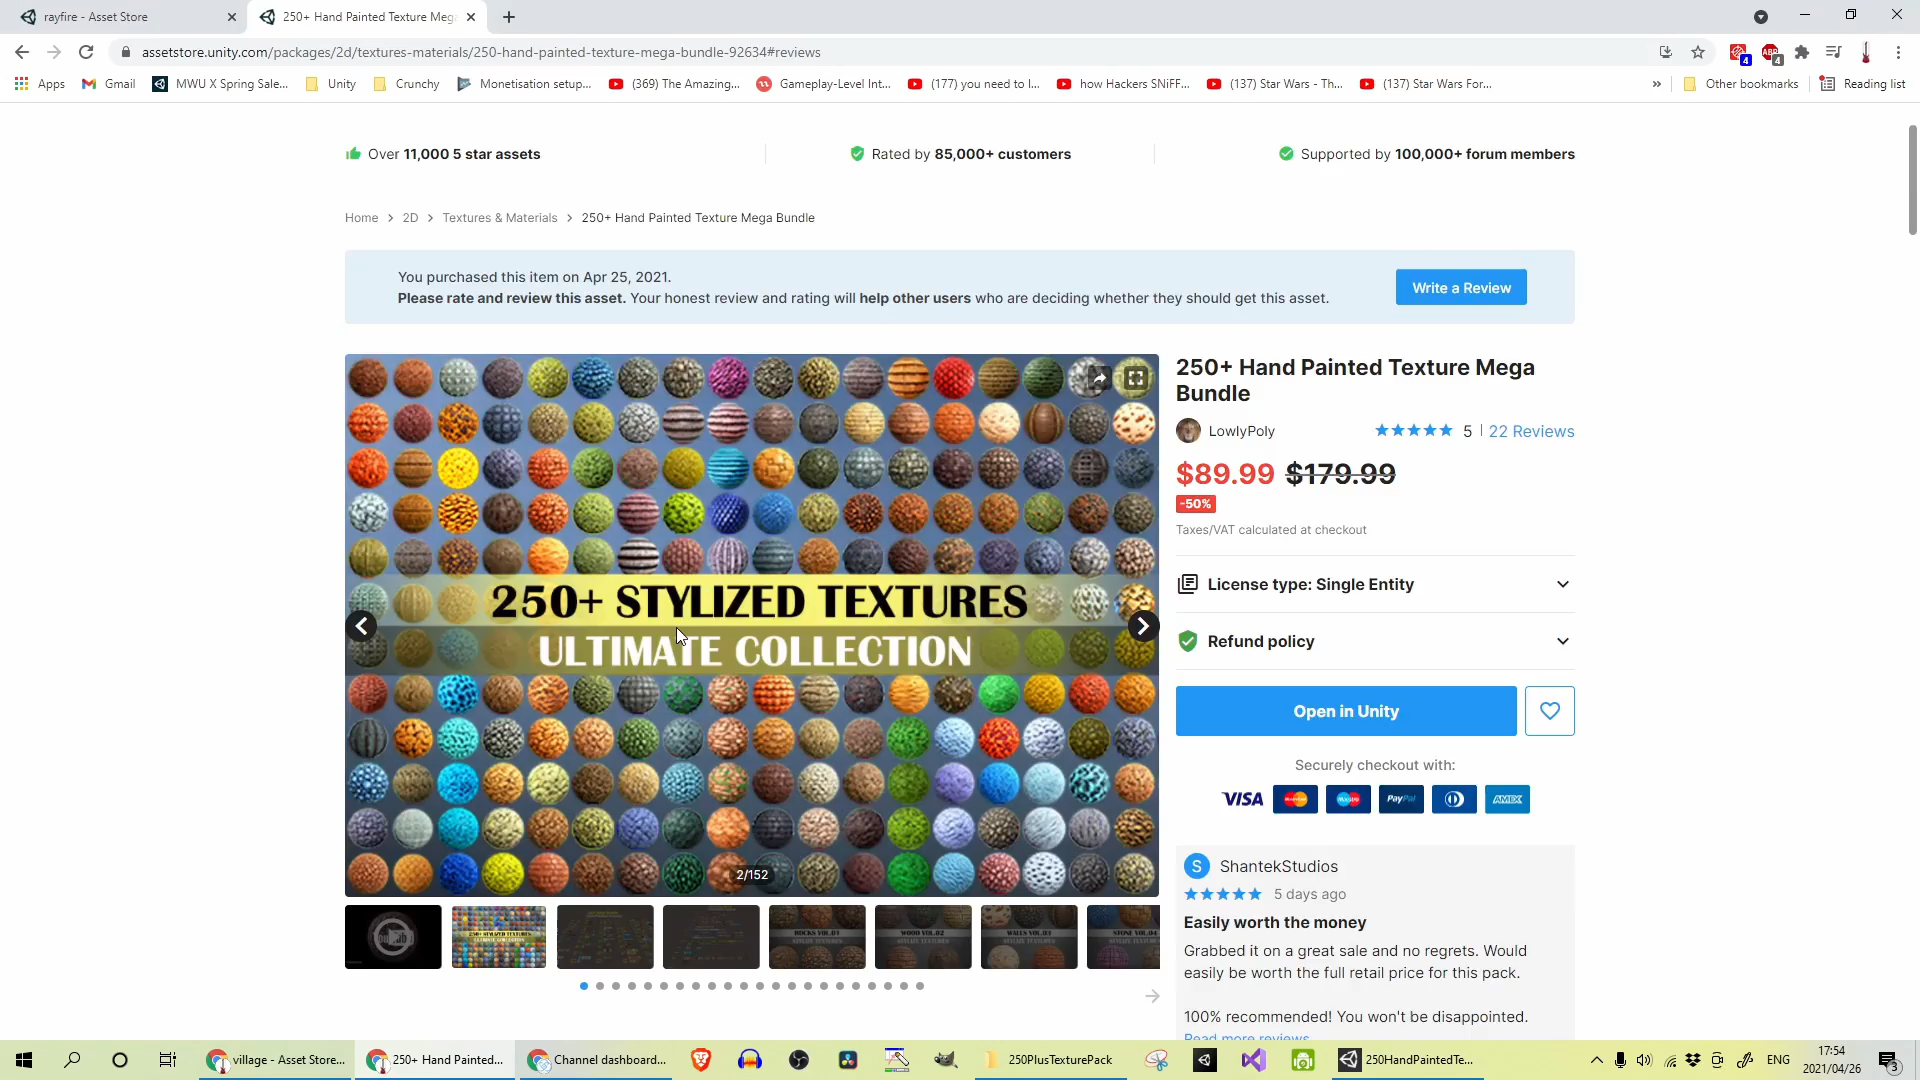 rayfire - Asset Store
250+ Hand Painted Texture Meg
assetstore.unity.com/packages/2d/textures-materials/250-hand-painted-texture-mega-bundle-92634#reviews
4
ABP
4
Apps
Gmail
MWU X Spring Sale...
Unity
Crunchy
Monetisation setup...
(369) The Amazing...
Gameplay-Level Int...
(177) you need to l...
how Hackers SNiFF...
(137) Star Wars - Th...
(137) Star Wars For...
»
Other bookmarks
Reading list
Over 11,000 5 star assets
Rated by 85,000+ customers
Supported by 100,000+ forum members
Home > 2D > Textures & Materials > 250+ Hand Painted Texture Mega Bundle
You purchased this item on Apr 25, 2021.
Please rate and review this asset. Your honest review and rating will help other users who are deciding whether they should get this asset.
Write a Review
250+ STYLIZED TEXTURES
ULTIMATE COLLECTION
2/152
250+ STYLIZED TEXTURES
ULTIMATE COLLECTION
ROCKS VOL.01
WOOD VOL.02
WALLS VOL.03
STONE VOL.04
250+ Hand Painted Texture Mega
Bundle
LowlyPoly
5 | 22 Reviews
$89.99 $179.99
-50%
Taxes/VAT calculated at checkout
License type: Single Entity
Refund policy
Open in Unity
Securely checkout with:
VISA
PayPal
AMEX
S ShantekStudios
5 days ago
Easily worth the money
Grabbed it on a great sale and no regrets. Would
easily be worth the full retail price for this pack.
100% recommended! You won't be disappointed.
Read more reviews
village - Asset Store...
250+ Hand Painted...
Channel dashboard...
250PlusTexturePack
250HandPaintedTe...
ENG
17:54
2021/04/26
3